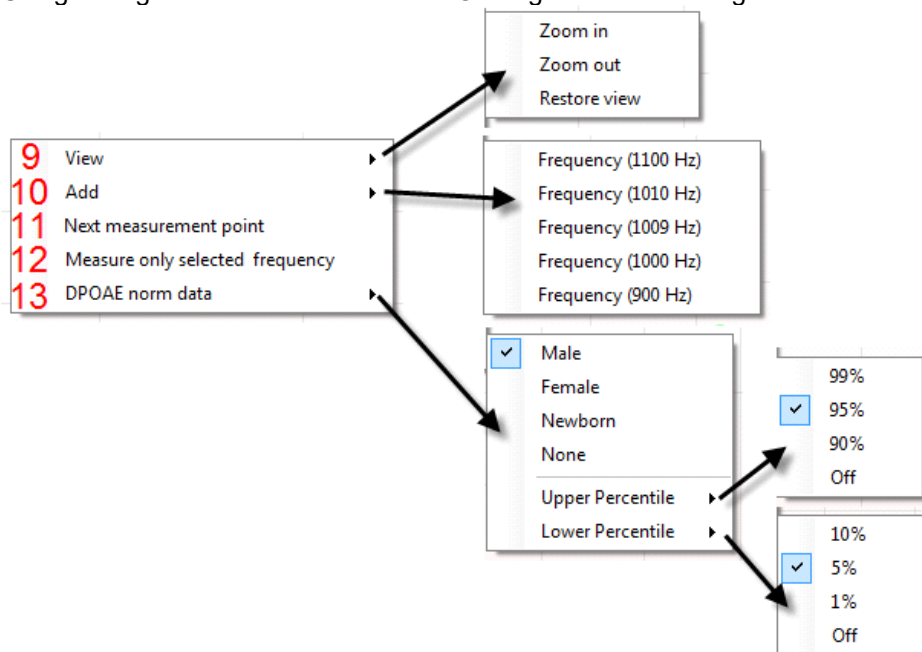 Zoom in
Zoom out
Restore view
9 View
10 Add
11 Next measurement point
12 Measure only selected frequency
13 DPOAE norm data
Frequency (1100 Hz)
Frequency (1010 Hz)
Frequency (1009 Hz)
Frequency (1000 Hz)
Frequency (900 Hz)
Male
Female
Newborn
None
Upper Percentile
Lower Percentile
99%
95%
90%
Off
10%
5%
1%
Off